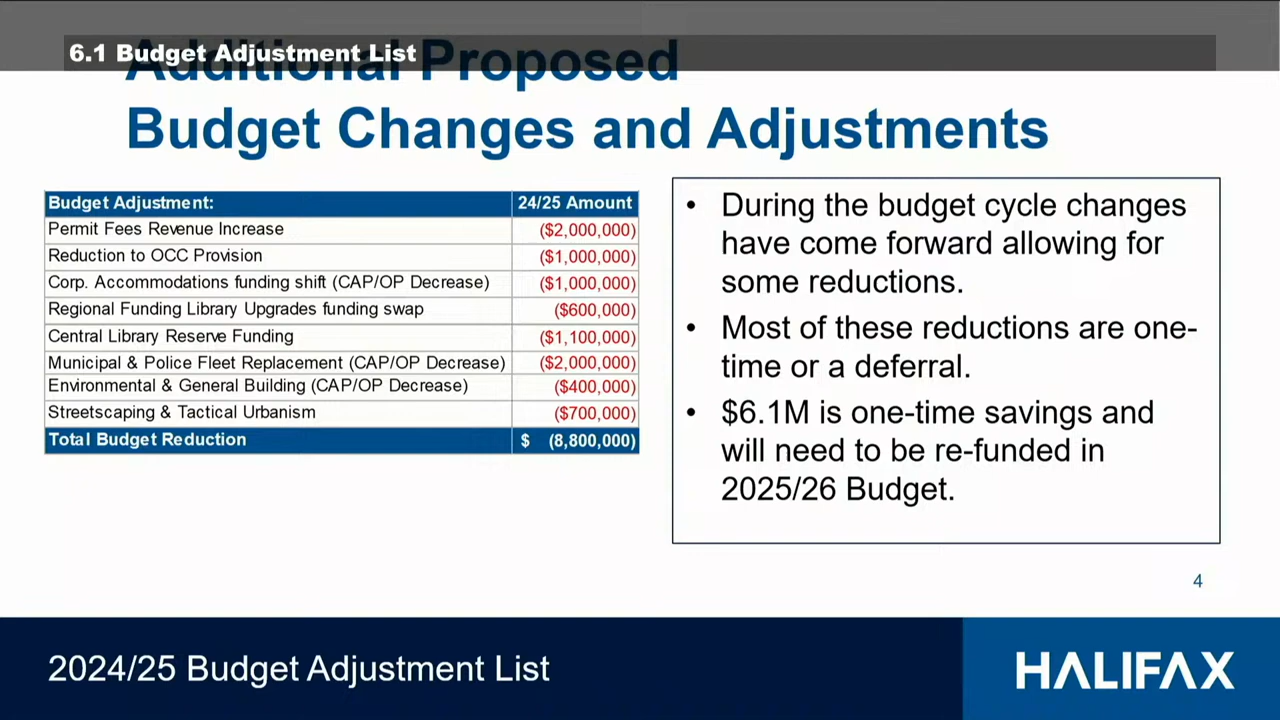 6.1 Budget Adjustment List
Additional Proposed
Budget Changes and Adjustments
Budget Adjustment: 24/25 Amount
Permit Fees Revenue Increase ($2,000,000)
Reduction to OCC Provision ($1,000,000)
Corp. Accommodations funding shift (CAP/OP Decrease) ($1,000,000)
Regional Funding Library Upgrades funding swap ($600,000)
Central Library Reserve Funding ($1,100,000)
Municipal & Police Fleet Replacement (CAP/OP Decrease) ($2,000,000)
Environmental & General Building (CAP/OP Decrease) ($400,000)
Streetscaping & Tactical Urbanism ($700,000)
Total Budget Reduction $ (8,800,000)
• During the budget cycle changes
have come forward allowing for
some reductions.
• Most of these reductions are one-
time or a deferral.
• $6.1M is one-time savings and
will need to be re-funded in
2025/26 Budget.
4
2024/25 Budget Adjustment List
HALIFAX